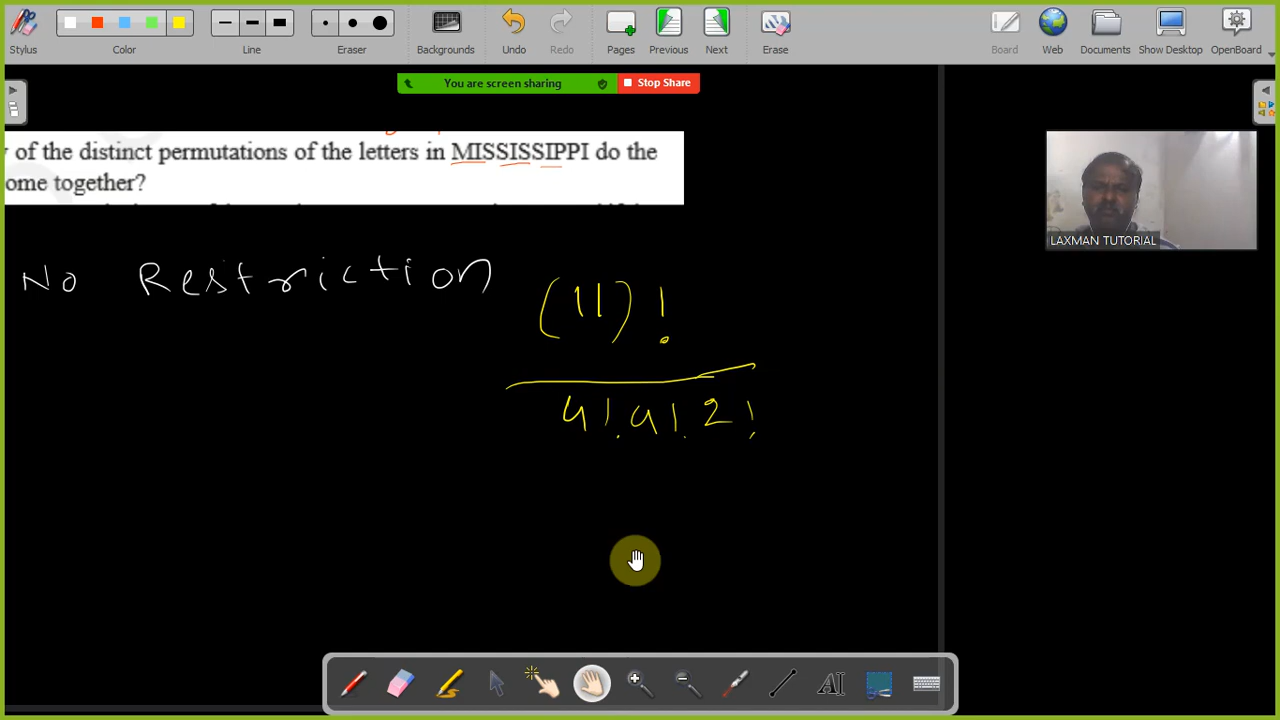 Stylus Color Line Eraser Backgrounds Undo Redo Pages Previous Next Erase Board Web Documents Show Desktop OpenBoard
You are screen sharing Stop Share
of the distinct permutations of the letters in MISSISSIPPI do the
ome together?
LAXMAN TUTORIAL
No Restriction
(11)!
4!4!2!
AI